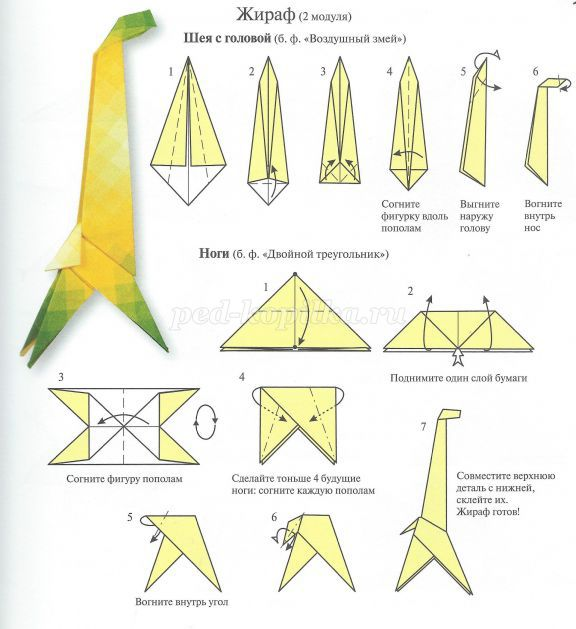 Жираф (2 модуля)
Шея с головой (б. ф. «Воздушный змей»)
1
2
3
4
5
6
Согните
фигурку вдоль
пополам
Выгните
наружу
голову
Вогните
внутрь
нос
Ноги (б. ф. «Двойной треугольник»)
1
2
ped-kopilka.ru
Поднимите один слой бумаги
3
4
7
Согните фигуру пополам
Сделайте тоньше 4 будущие
ноги: согните каждую пополам
Совместите верхнюю
деталь с нижней,
склейте их.
Жираф готов!
5
6
Вогните внутрь угол